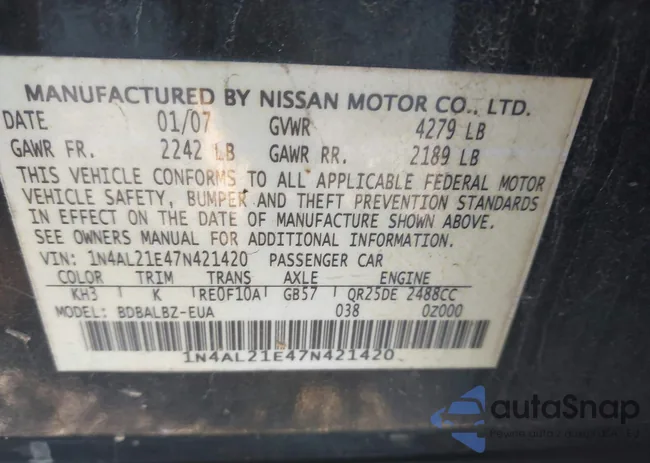 MANUFACTURED BY NISSAN MOTOR CO., LTD.
DATE 01/07 GVWR 4279 LB
GAWR FR. 2242 LB GAWR RR. 2189 LB
THIS VEHICLE CONFORMS TO ALL APPLICABLE FEDERAL MOTOR
VEHICLE SAFETY, BUMPER AND THEFT PREVENTION STANDARDS
IN EFFECT ON THE DATE OF MANUFACTURE SHOWN ABOVE.
SEE OWNERS MANUAL FOR ADDITIONAL INFORMATION.
VIN: 1N4AL21E47N421420 PASSENGER CAR
COLOR TRIM TRANS AXLE ENGINE
KH3 K RE0F10A GB57 QR25DE 2488CC
MODEL: BDBALBZ-EUA 038 0Z000
1N4AL21E47N421420
autaSnap
Pewne auta z